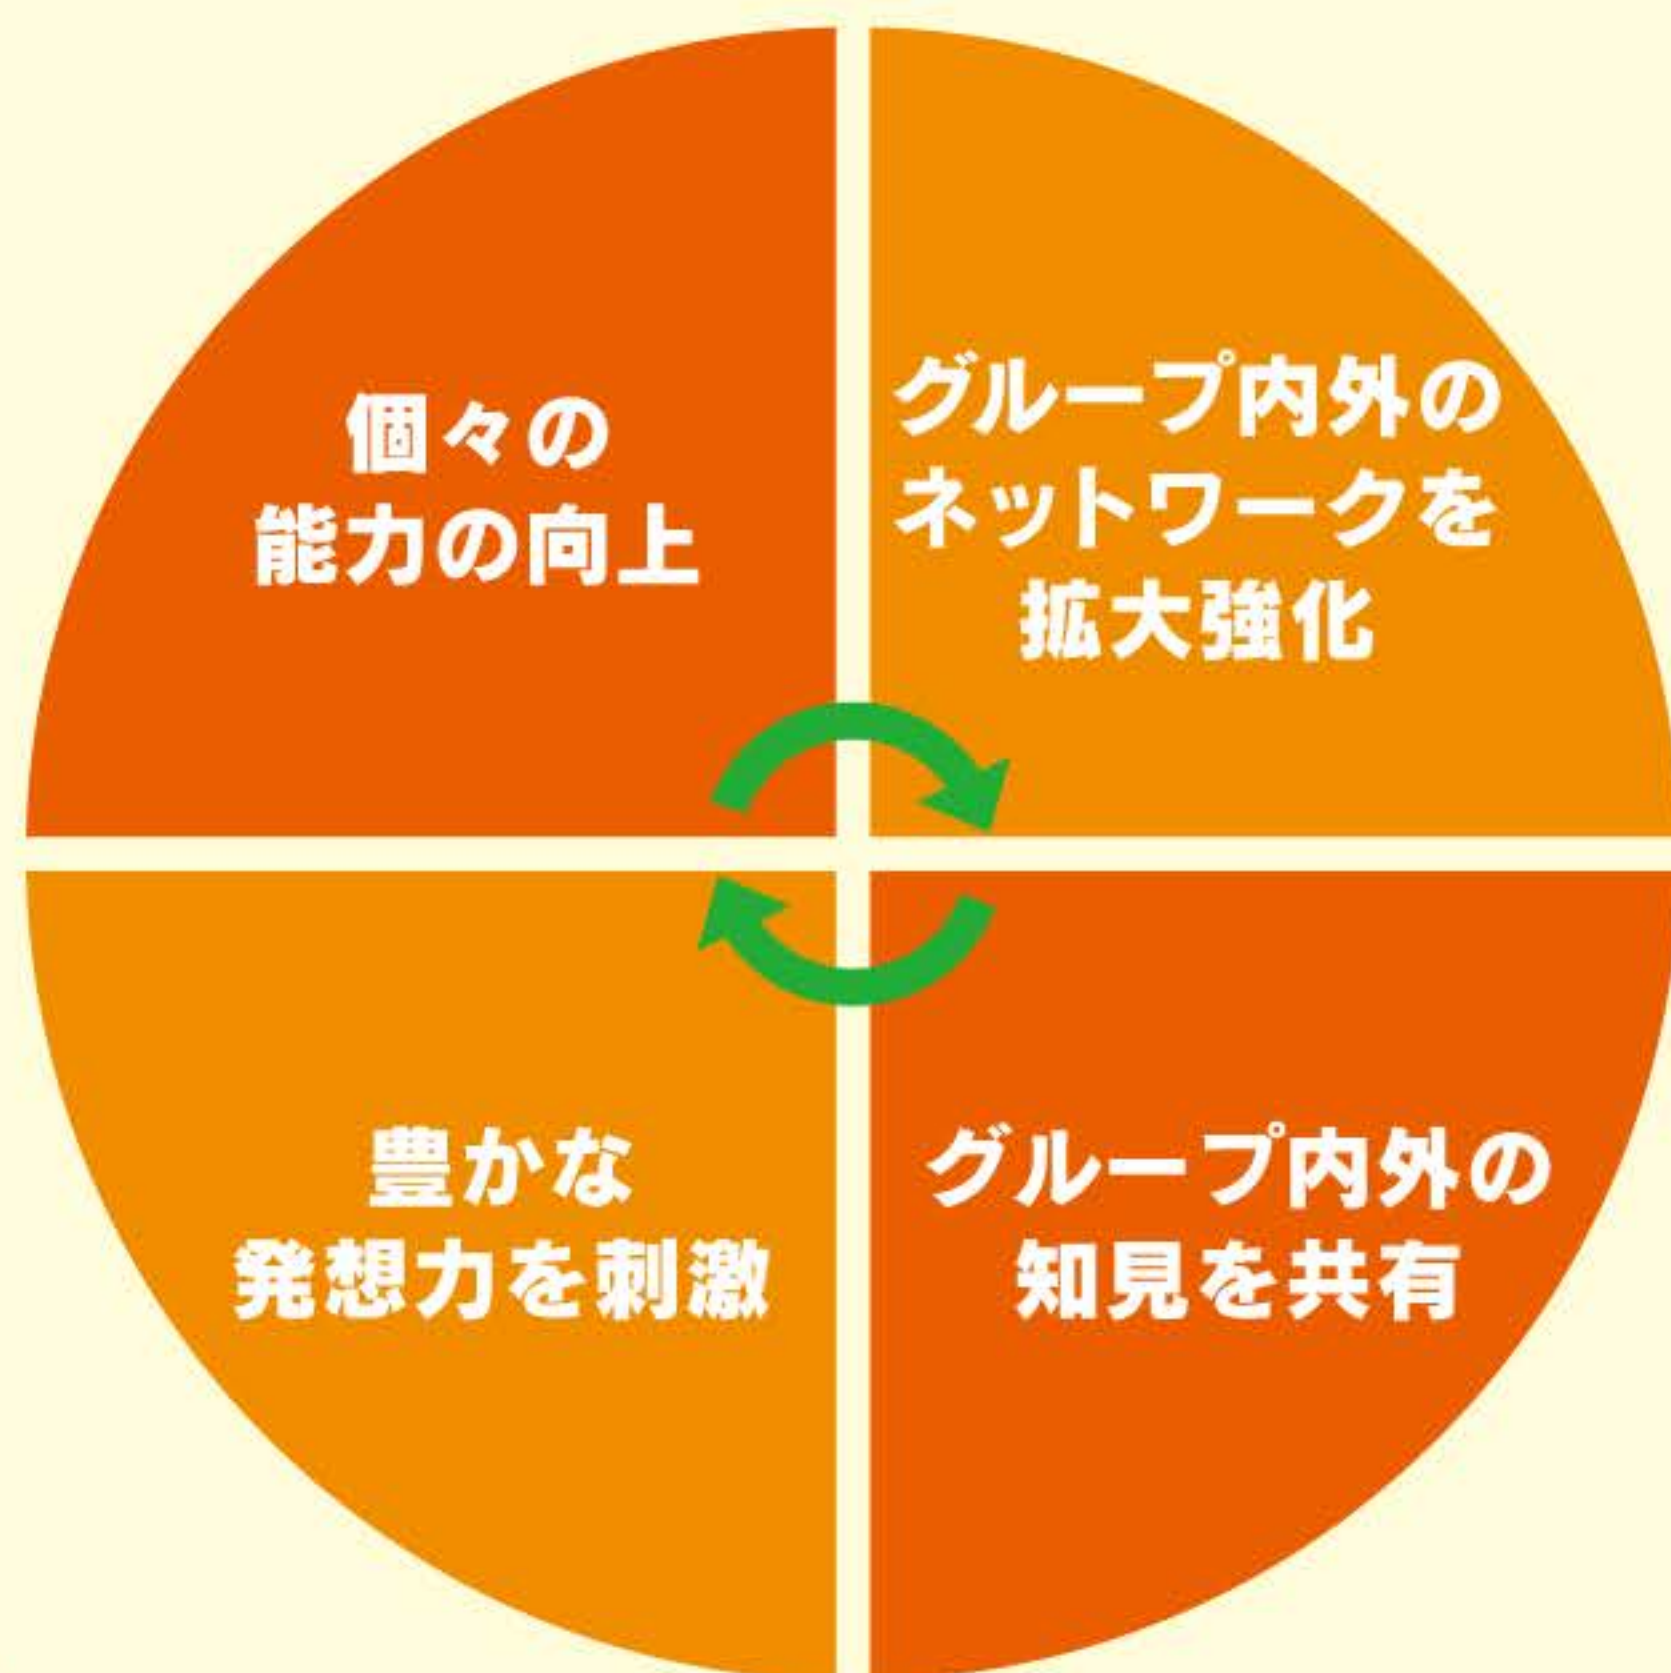 個々の
能力の向上
グループ内外の
ネットワークを
拡大強化
豊かな
発想力を刺激
グループ内外の
知見を共有